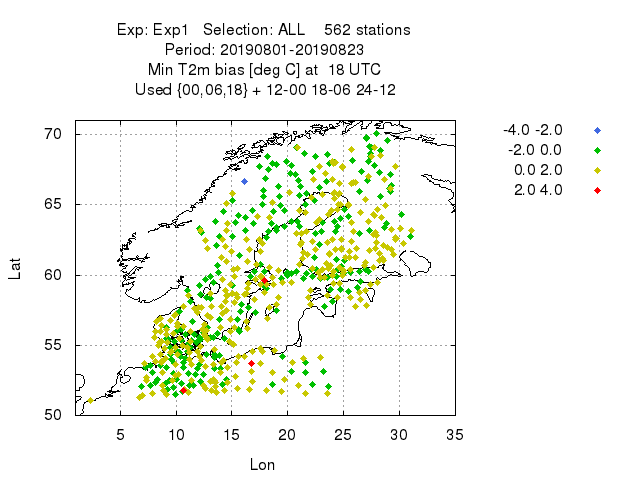 Exp: Exp1 Selection: ALL 562 stations
Period: 20190801-20190823
Min T2m bias [deg C] at 18 UTC
Used {00,06,18} + 12-00 18-06 24-12
-4.0 -2.0
-2.0 0.0
0.0 2.0
2.0 4.0
70
65
60
55
50
Lat
5 10 15 20 25 30 35
Lon